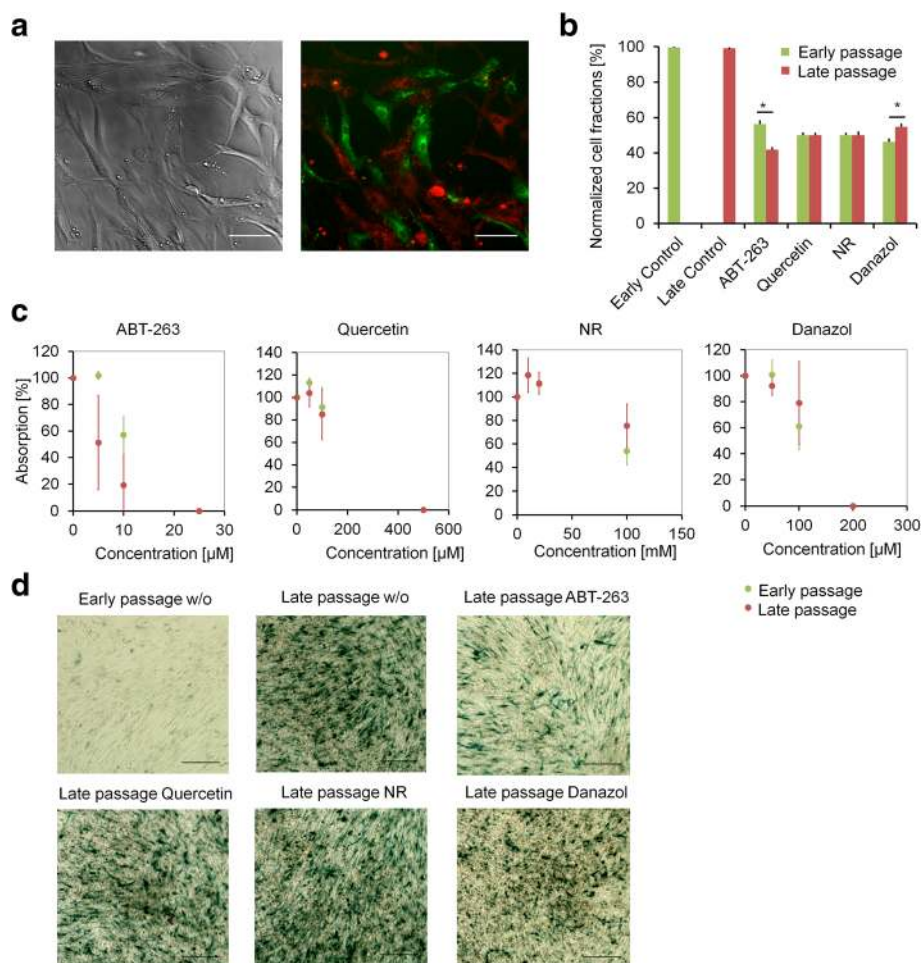 a
b
Normalized cell fractions [%]
100
80
60
40
20
0
Early passage
Late passage
*
*
Early Control
Late Control
ABT-263
Quercetin
NR
Danazol
c
ABT-263
Quercetin
NR
Danazol
Absorption [%]
120
100
80
60
40
20
0
0 10 20 30
Concentration [µM]
140
120
100
80
60
40
20
0
0 200 400 600
Concentration [µM]
140
120
100
80
60
40
20
0
0 50 100 150
Concentration [mM]
120
100
80
60
40
20
0
0 100 200 300
Concentration [µM]
Early passage
Late passage
d
Early passage w/o
Late passage w/o
Late passage ABT-263
Late passage Quercetin
Late passage NR
Late passage Danazol